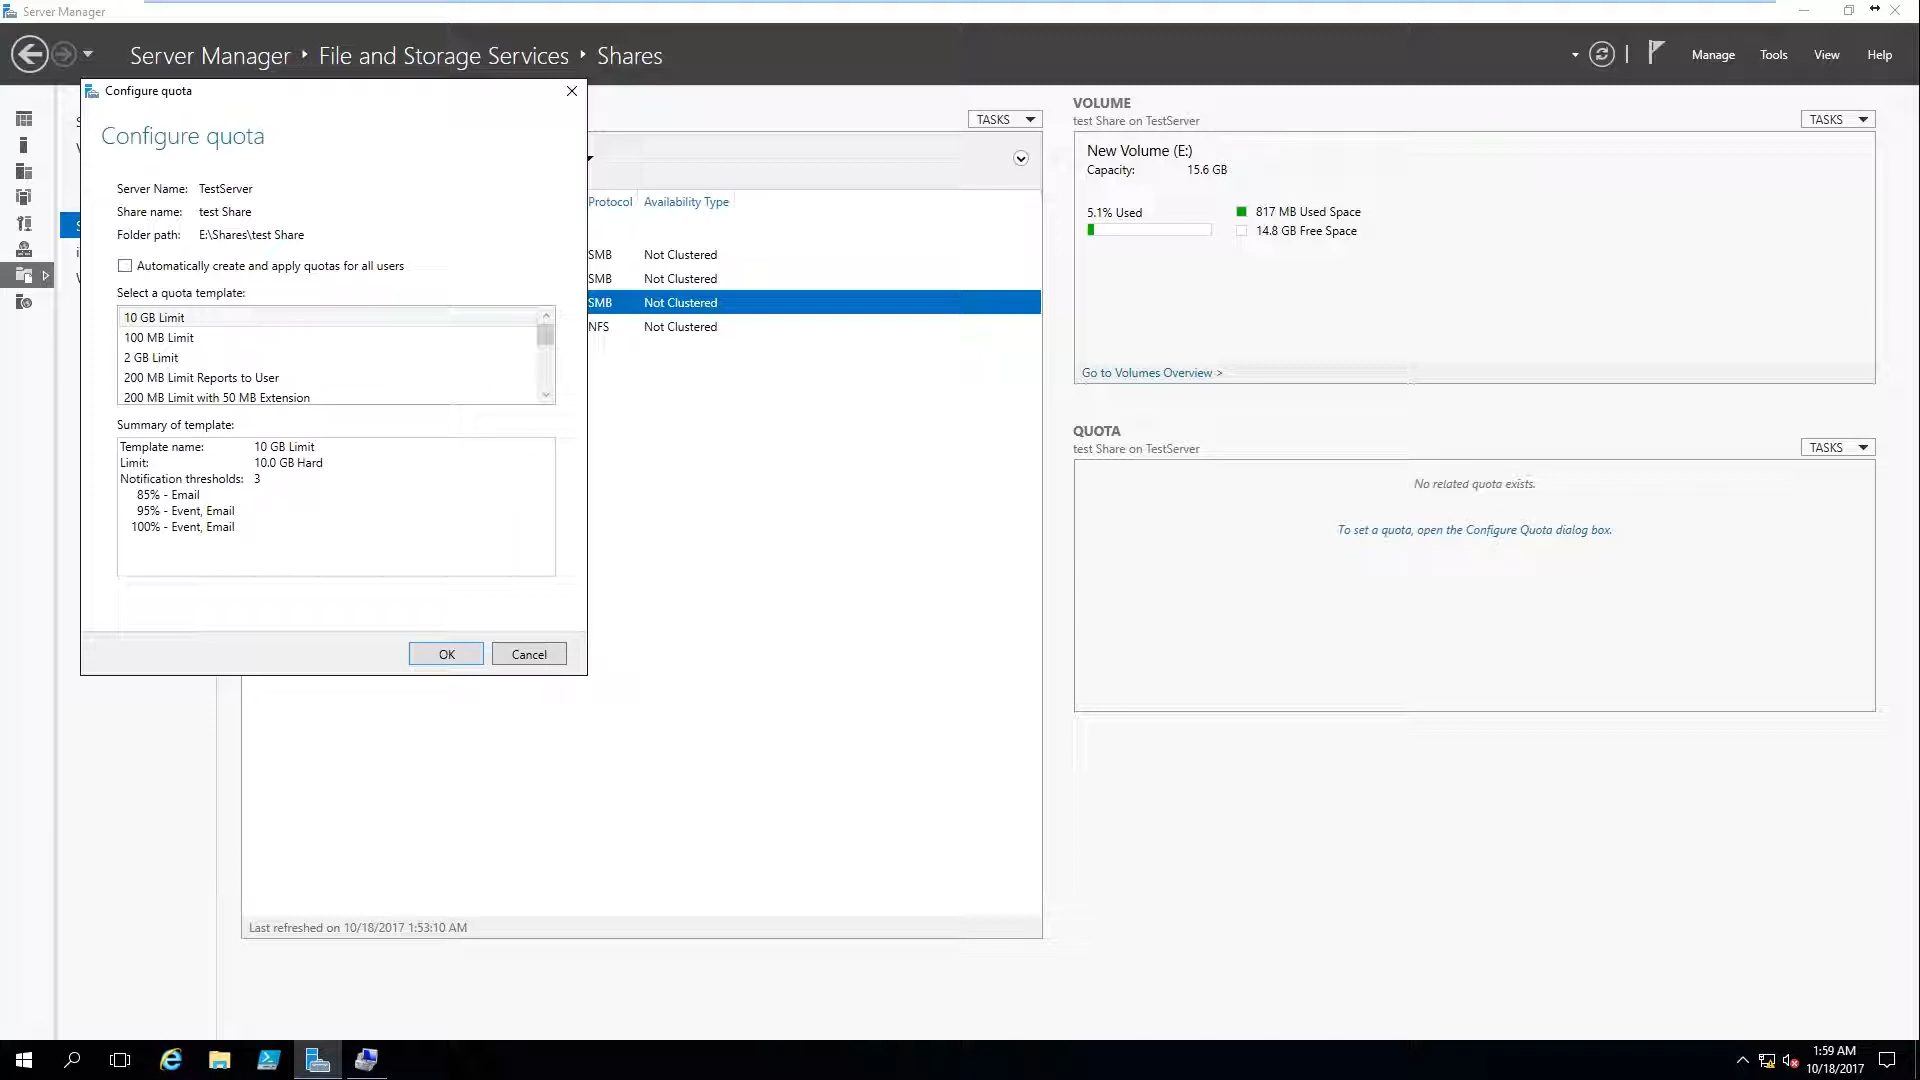 Server Manager
Server Manager ‣ File and Storage Services ‣ Shares
Manage Tools View Help
Configure quota
Configure quota
Server Name: TestServer
Share name: test Share
Folder path: E:\Shares\test Share
Automatically create and apply quotas for all users
Select a quota template:
10 GB Limit
100 MB Limit
2 GB Limit
200 MB Limit Reports to User
200 MB Limit with 50 MB Extension
Summary of template:
Template name: 10 GB Limit
Limit: 10.0 GB Hard
Notification thresholds: 3
85% - Email
95% - Event, Email
100% - Event, Email
OK Cancel
TASKS
Protocol Availability Type
SMB Not Clustered
SMB Not Clustered
SMB Not Clustered
NFS Not Clustered
Last refreshed on 10/18/2017 1:53:10 AM
VOLUME
test Share on TestServer
TASKS
New Volume (E:)
Capacity: 15.6 GB
5.1% Used
817 MB Used Space
14.8 GB Free Space
Go to Volumes Overview >
QUOTA
test Share on TestServer
TASKS
No related quota exists.
To set a quota, open the Configure Quota dialog box.
1:59 AM
10/18/2017